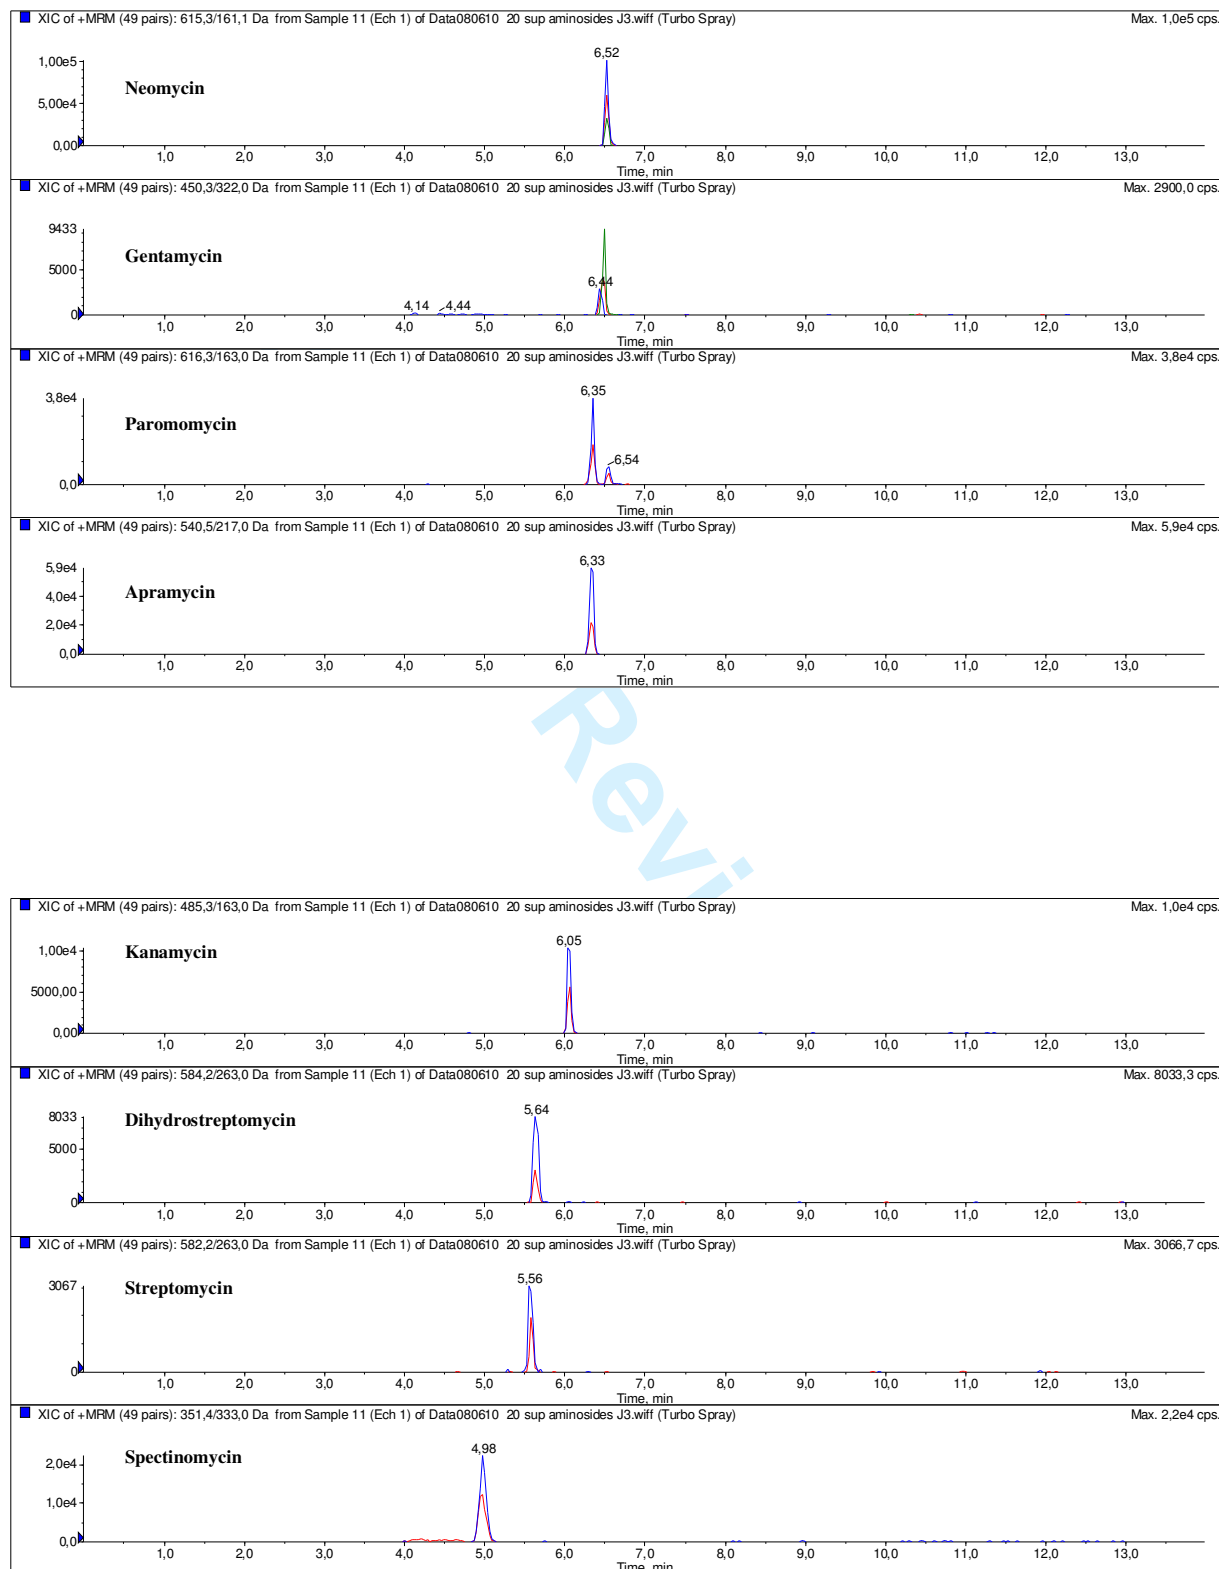 XIC of +MRM (49 pairs): 615,3/161,1 Da from Sample 11 (Ech 1) of Data080610 20 sup aminosides J3.wiff (Turbo Spray) Max. 1,0e5 cps.
6,52
1,00e5
Neomycin
5,00e4
0,00
1,0 2,0 3,0 4,0 5,0 6,0 7,0 8,0 9,0 10,0 11,0 12,0 13,0
Time, min
XIC of +MRM (49 pairs): 450,3/322,0 Da from Sample 11 (Ech 1) of Data080610 20 sup aminosides J3.wiff (Turbo Spray) Max. 2900,0 cps.
9433
Gentamycin
5000
6,44
4,14 4,44
0
1,0 2,0 3,0 4,0 5,0 6,0 7,0 8,0 9,0 10,0 11,0 12,0 13,0
Time, min
XIC of +MRM (49 pairs): 616,3/163,0 Da from Sample 11 (Ech 1) of Data080610 20 sup aminosides J3.wiff (Turbo Spray) Max. 3,8e4 cps.
6,35
3,8e4
Paromomycin
6,54
0,0
1,0 2,0 3,0 4,0 5,0 6,0 7,0 8,0 9,0 10,0 11,0 12,0 13,0
Time, min
XIC of +MRM (49 pairs): 540,5/217,0 Da from Sample 11 (Ech 1) of Data080610 20 sup aminosides J3.wiff (Turbo Spray) Max. 5,9e4 cps.
6,33
5,9e4
Apramycin
4,0e4
2,0e4
0,0
1,0 2,0 3,0 4,0 5,0 6,0 7,0 8,0 9,0 10,0 11,0 12,0 13,0
Time, min
Revi
XIC of +MRM (49 pairs): 485,3/163,0 Da from Sample 11 (Ech 1) of Data080610 20 sup aminosides J3.wiff (Turbo Spray) Max. 1,0e4 cps.
6,05
1,00e4
Kanamycin
5000,00
0,00
1,0 2,0 3,0 4,0 5,0 6,0 7,0 8,0 9,0 10,0 11,0 12,0 13,0
Time, min
XIC of +MRM (49 pairs): 584,2/263,0 Da from Sample 11 (Ech 1) of Data080610 20 sup aminosides J3.wiff (Turbo Spray) Max. 8033,3 cps.
5,64
8033
Dihydrostreptomycin
5000
0
1,0 2,0 3,0 4,0 5,0 6,0 7,0 8,0 9,0 10,0 11,0 12,0 13,0
Time, min
XIC of +MRM (49 pairs): 582,2/263,0 Da from Sample 11 (Ech 1) of Data080610 20 sup aminosides J3.wiff (Turbo Spray) Max. 3066,7 cps.
5,56
3067
Streptomycin
0
1,0 2,0 3,0 4,0 5,0 6,0 7,0 8,0 9,0 10,0 11,0 12,0 13,0
Time, min
XIC of +MRM (49 pairs): 351,4/333,0 Da from Sample 11 (Ech 1) of Data080610 20 sup aminosides J3.wiff (Turbo Spray) Max. 2,2e4 cps.
4,98
Spectinomycin
2,0e4
1,0e4
0,0
1,0 2,0 3,0 4,0 5,0 6,0 7,0 8,0 9,0 10,0 11,0 12,0 13,0
Time, min